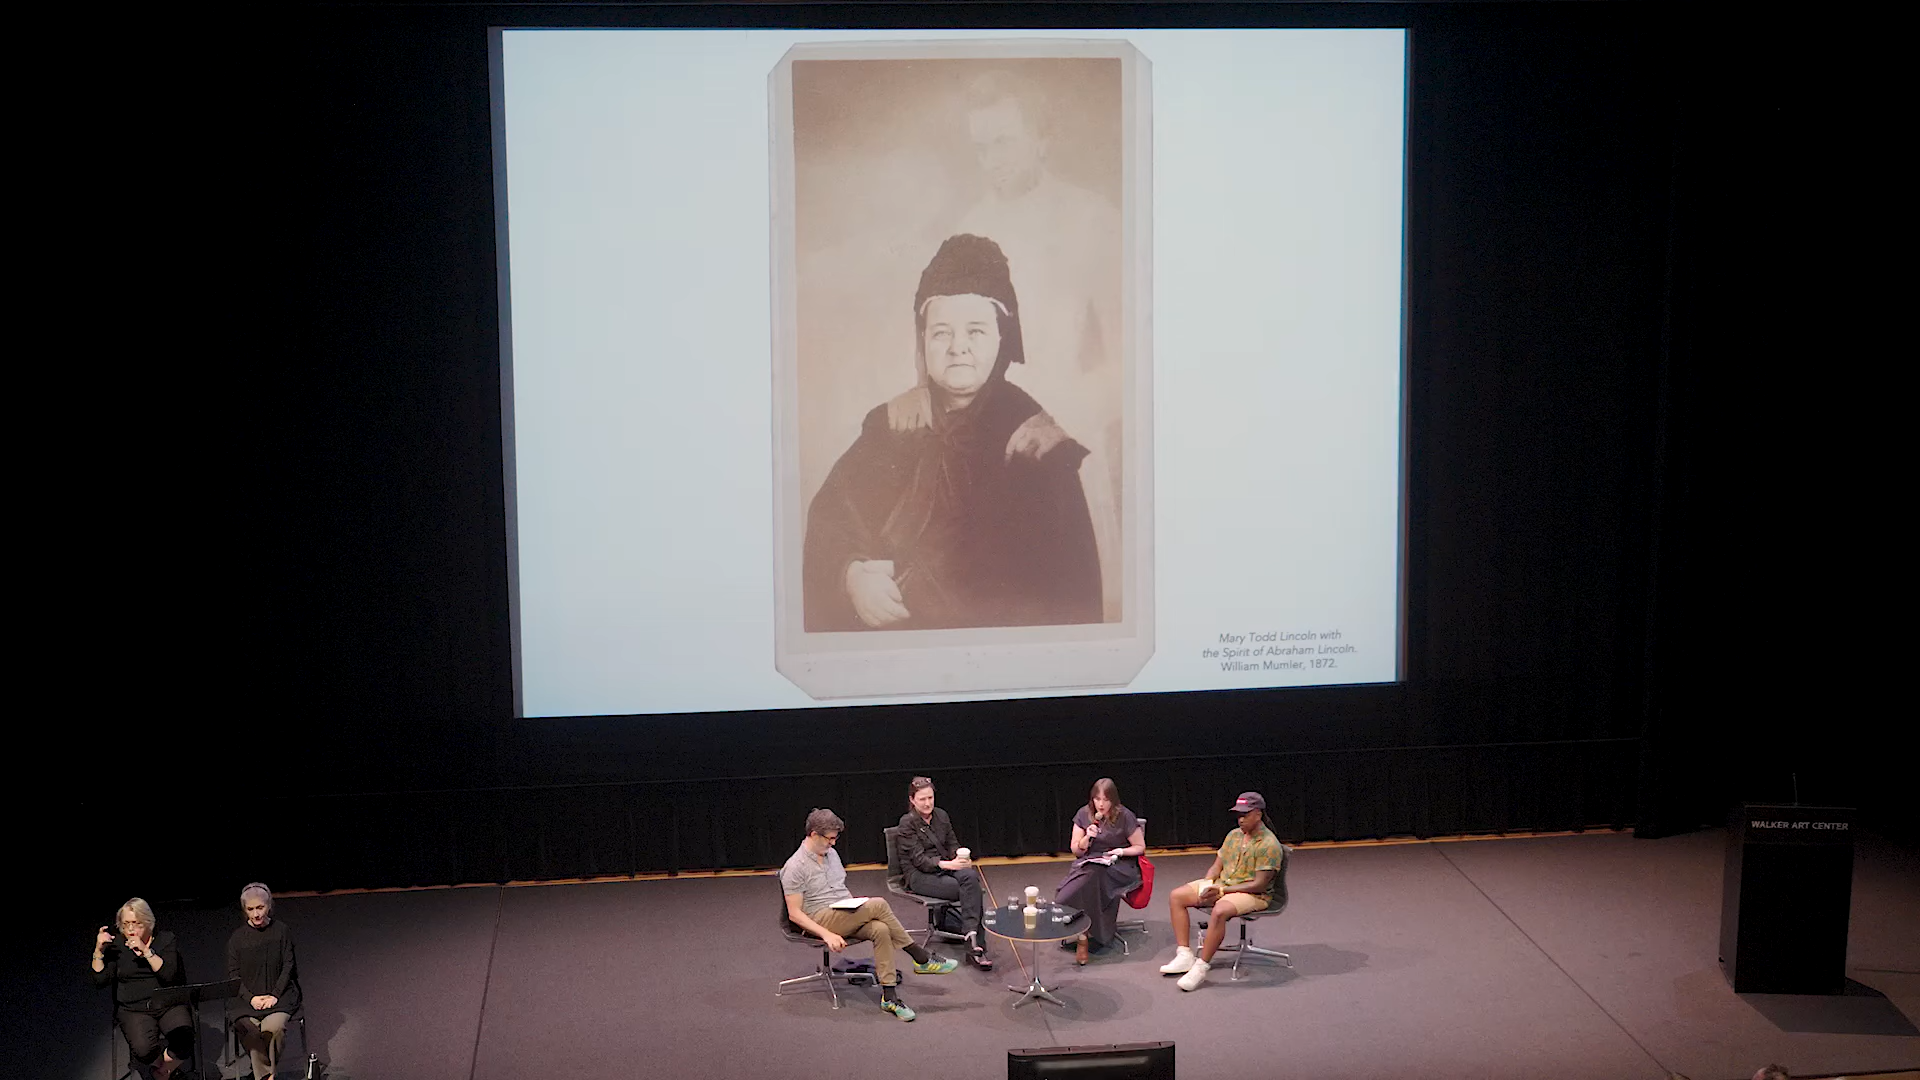 Mary Todd Lincoln with
the Spirit of Abraham Lincoln.
William Mumler, 1872.
WALKER ART CENTER